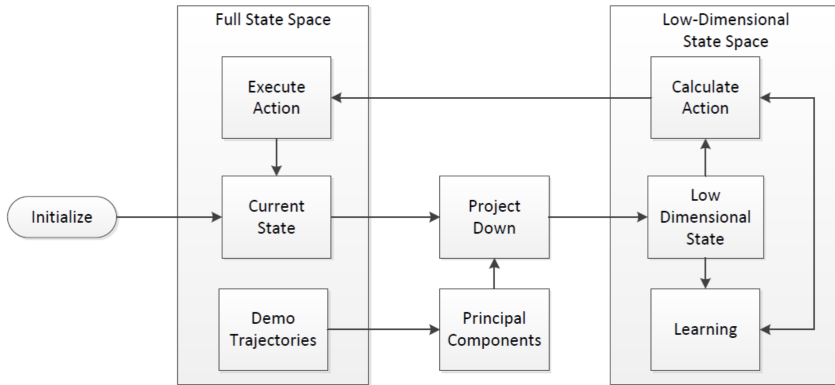 Full State Space
Low-Dimensional
State Space
Execute
Action
Calculate
Action
Initialize
Current
State
Project
Down
Low
Dimensional
State
Demo
Trajectories
Principal
Components
Learning